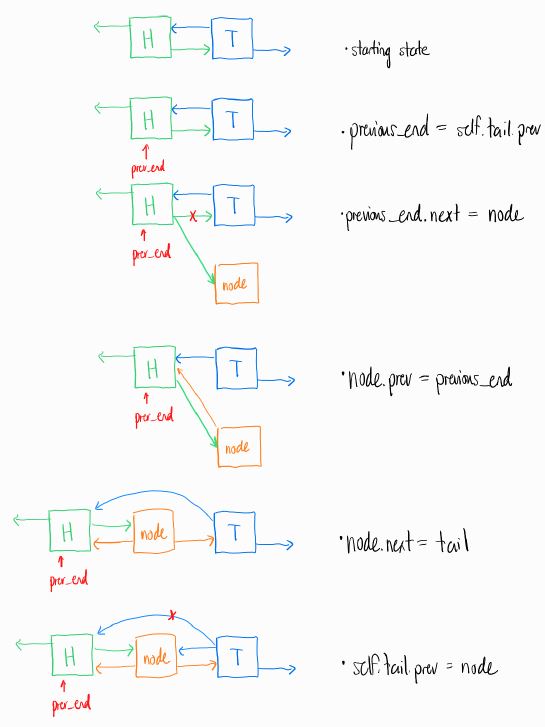 H T • starting state
H T • previous_end = self.tail.prev
prev_end
H T • previous_end.next = node
prev_end
node
H T • node.prev = previous_end
prev_end
node
H node T • node.next = tail
prev_end
H node T • self.tail.prev = node
prev_end